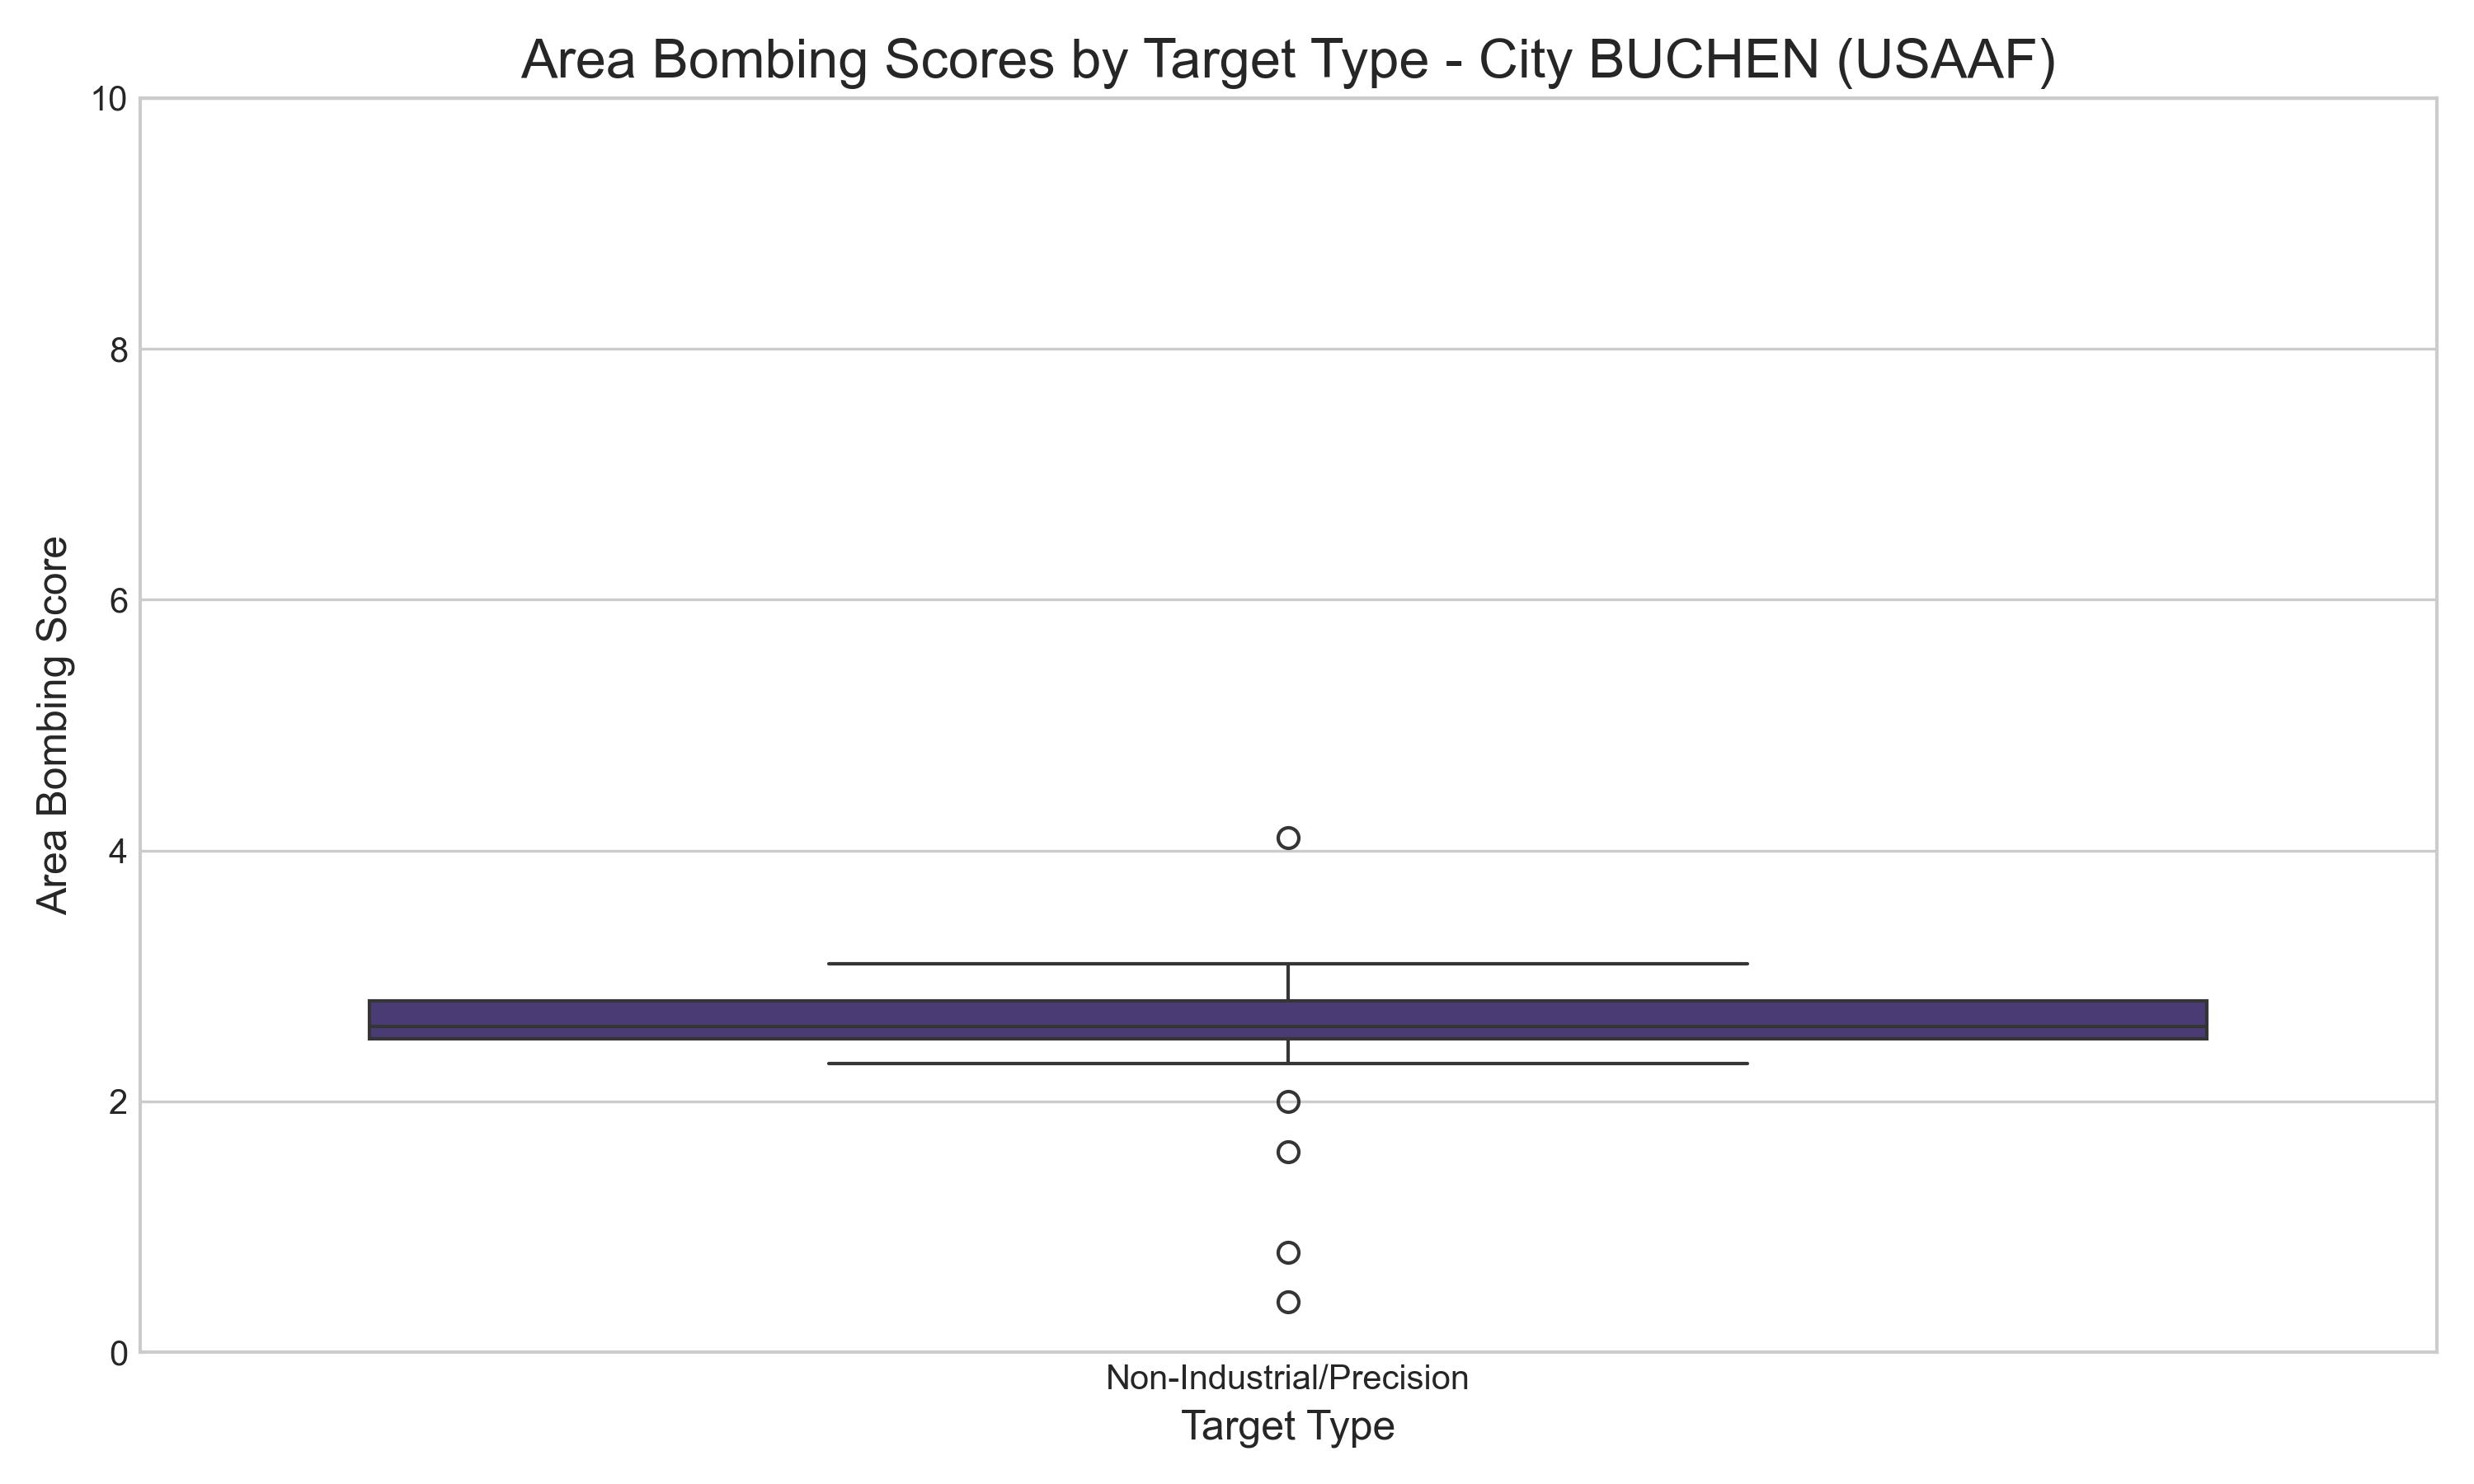 Area Bombing Scores by Target Type - City BUCHEN (USAAF)
10
8
6
4
2
0
Area Bombing Score
Non-Industrial/Precision
Target Type